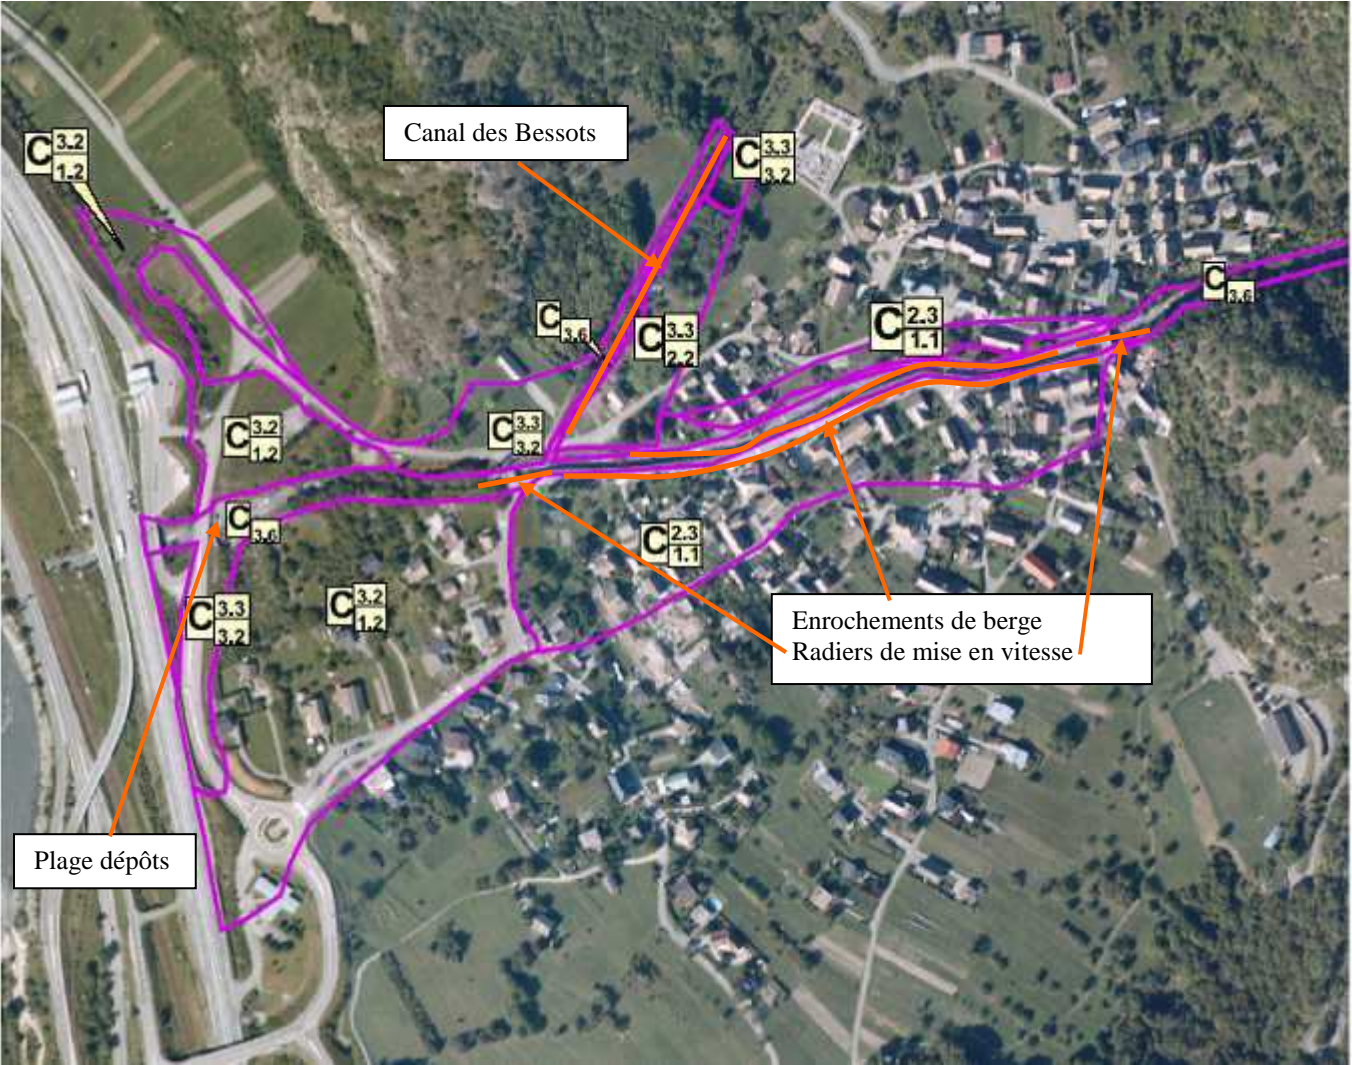 Canal des Bessots
C 3.2
1.2
C 3.3
3.2
C 3.6
C 3.6
C 3.3
2.2
C 2.3
1.1
C 3.3
3.2
C 3.2
1.2
C 3.6
C 2.3
1.1
C 3.3
3.2
C 3.2
1.2
Enrochements de berge
Radiers de mise en vitesse
Plage dépôts